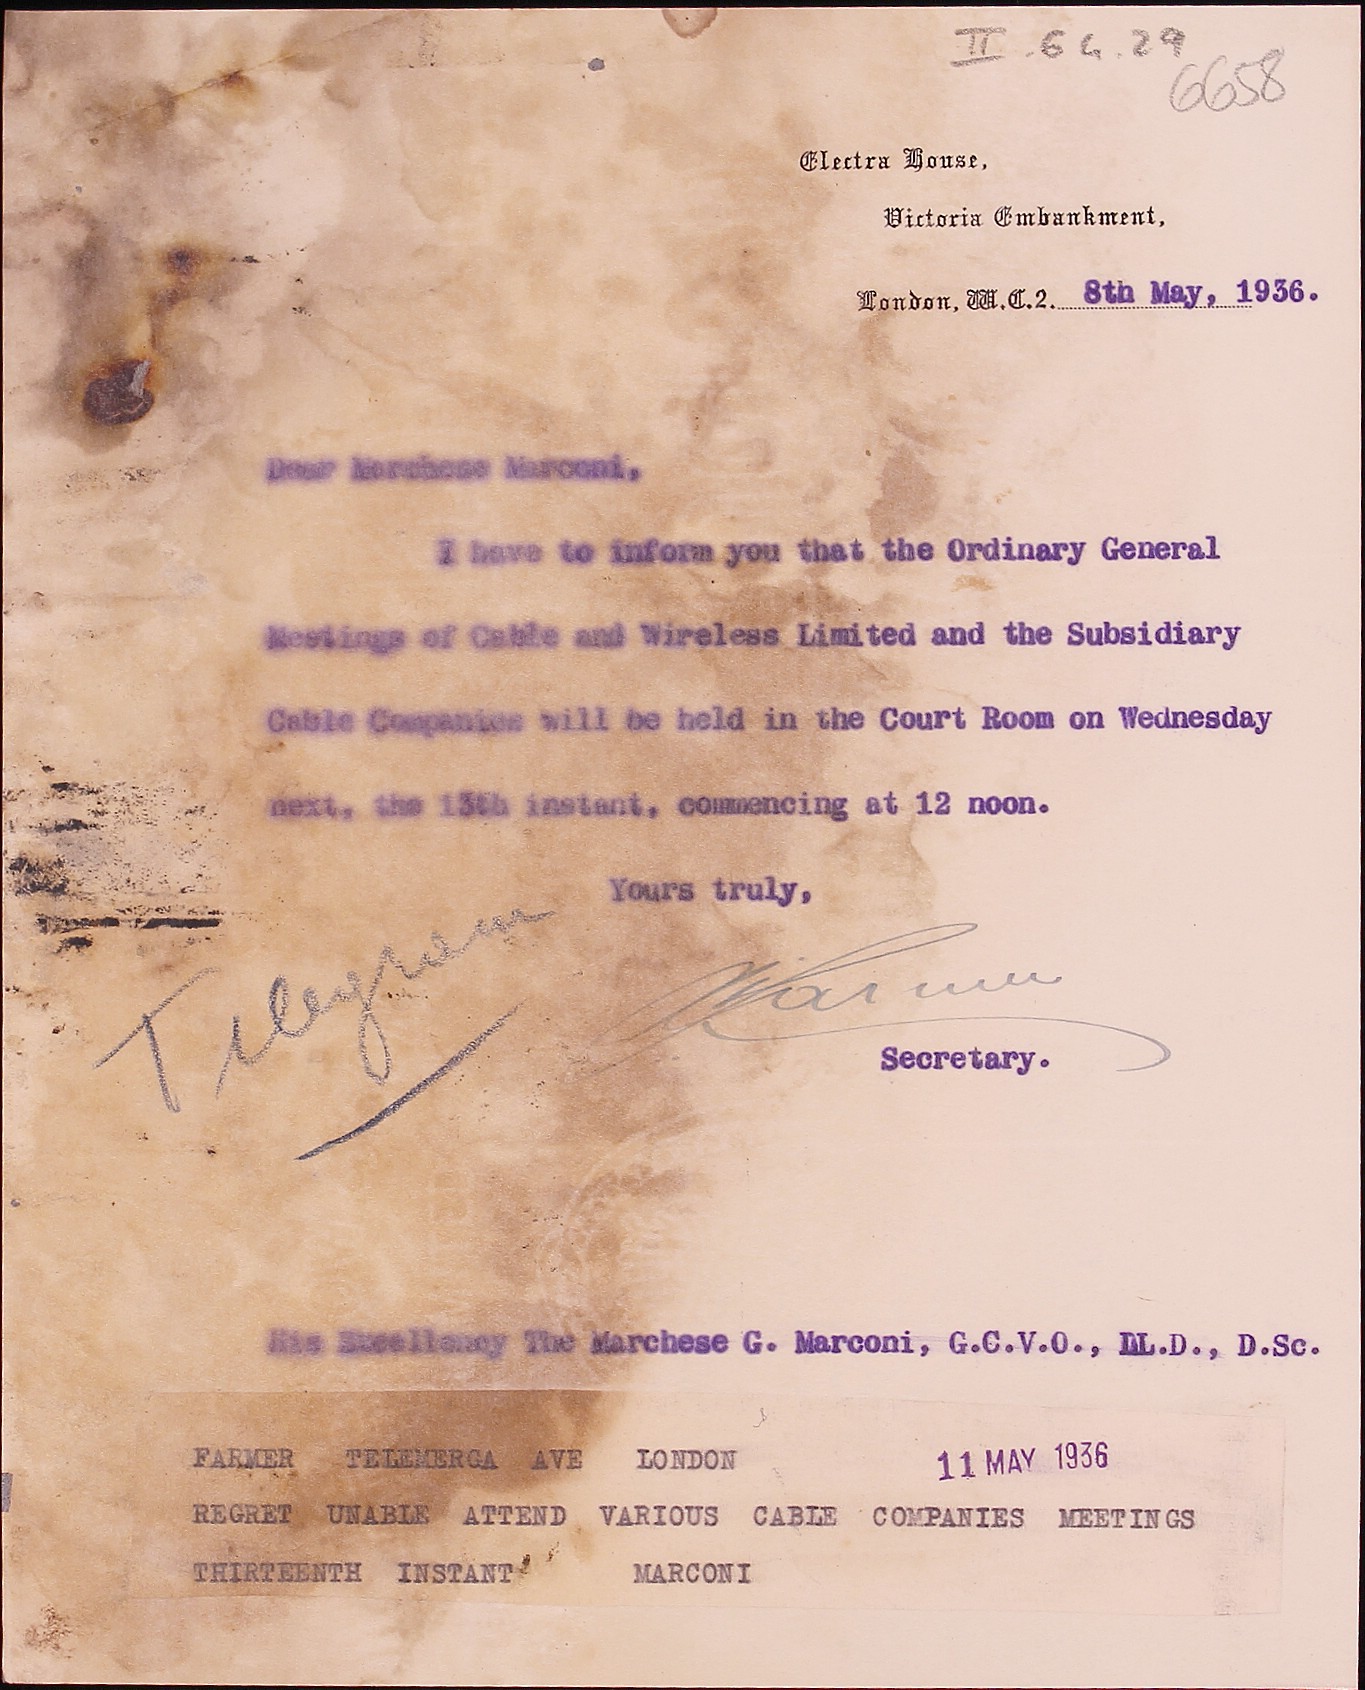 II . 6 G . 29
6658
Electra House,
Victoria Embankment,
London, W.C.2. 8th May, 1936.
Dear Marchese Marconi,
I have to inform you that the Ordinary General
Meetings of Cable and Wireless Limited and the Subsidiary
Cable Companies will be held in the Court Room on Wednesday
next, the 13th instant, commencing at 12 noon.
Yours truly,
Telegram
Secretary.
His Excellency The Marchese G. Marconi, G.C.V.O., LL.D., D.Sc.
FARMER TELEMERGA AVE LONDON
11 MAY 1936
REGRET UNABLE ATTEND VARIOUS CABLE COMPANIES MEETINGS
THIRTEENTH INSTANT MARCONI